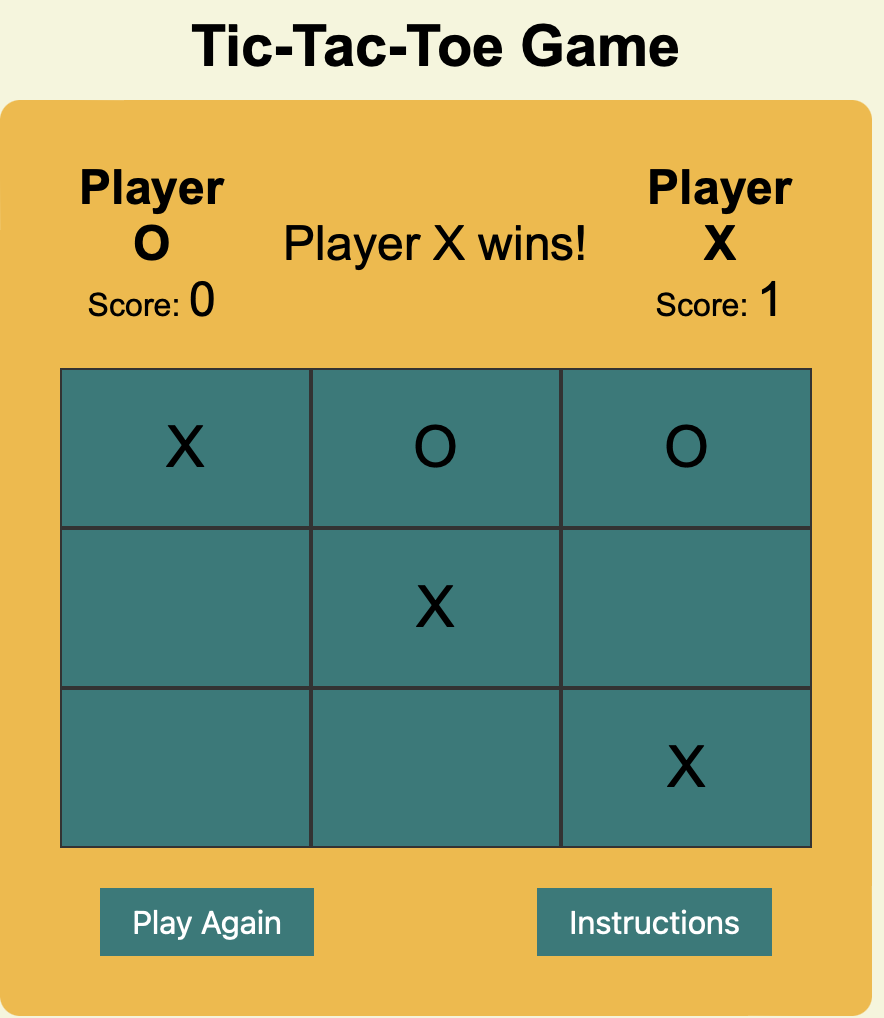 Tic-Tac-Toe Game
Player
O
Score: 0
Player X wins!
Player
X
Score: 1
X O O
X
X
Play Again
Instructions